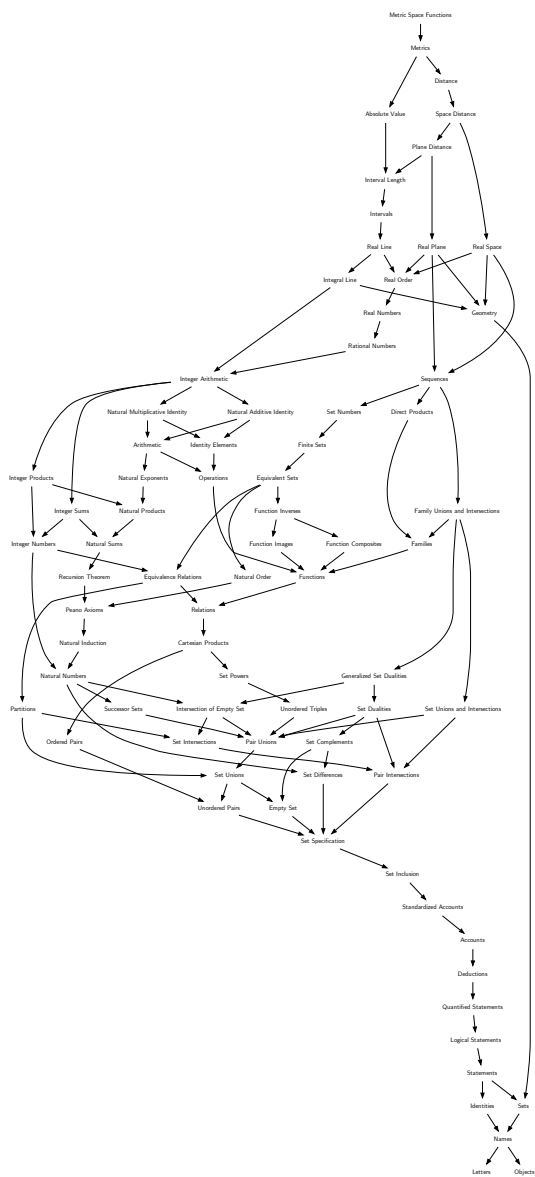 Metric Space Functions
Metrics
Distance
Absolute Value
Space Distance
Plane Distance
Interval Length
Intervals
Real Line
Real Plane
Real Space
Integral Line
Real Order
Real Numbers
Geometry
Rational Numbers
Integer Arithmetic
Sequences
Natural Multiplicative Identity
Natural Additive Identity
Set Numbers
Direct Products
Arithmetic
Identity Elements
Finite Sets
Integer Products
Natural Exponents
Operations
Equivalent Sets
Integer Sums
Natural Products
Function Inverses
Family Unions and Intersections
Integer Numbers
Natural Sums
Function Images
Function Composites
Families
Recursion Theorem
Equivalence Relations
Natural Order
Functions
Peano Axioms
Relations
Natural Induction
Cartesian Products
Natural Numbers
Set Powers
Generalized Set Dualities
Partitions
Successor Sets
Intersection of Empty Set
Unordered Triples
Set Dualities
Set Unions and Intersections
Ordered Pairs
Set Intersections
Pair Unions
Set Complements
Set Unions
Set Differences
Pair Intersections
Unordered Pairs
Empty Set
Set Specification
Set Inclusion
Standardized Accounts
Accounts
Deductions
Quantified Statements
Logical Statements
Statements
Identities
Sets
Names
Letters
Objects